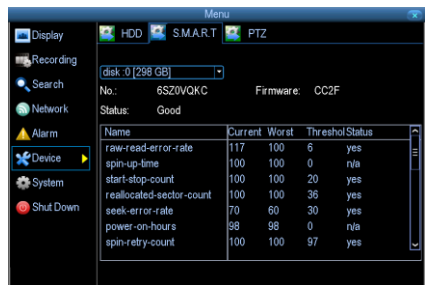 Menu
Display
Recording
Search
Network
Alarm
Device
System
Shut Down
HDD S.M.A.R.T PTZ
disk :0 [298 GB]
No.: 6SZ0VQKC Firmware: CC2F
Status: Good
Name Current Worst Threshol Status
raw-read-error-rate 117 100 6 yes
spin-up-time 100 100 0 n/a
start-stop-count 100 100 20 yes
reallocated-sector-count 100 100 36 yes
seek-error-rate 70 60 30 yes
power-on-hours 98 98 0 n/a
spin-retry-count 100 100 97 yes